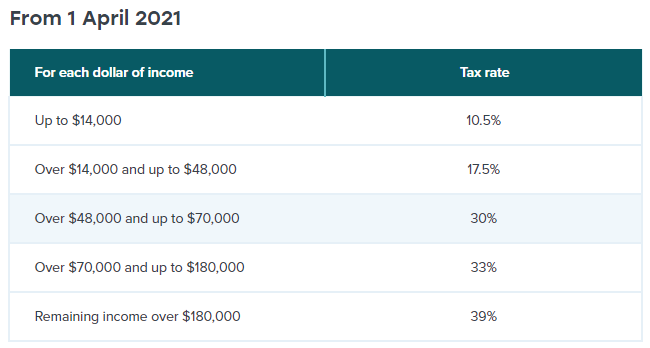 From 1 April 2021
For each dollar of income Tax rate
Up to $14,000 10.5%
Over $14,000 and up to $48,000 17.5%
Over $48,000 and up to $70,000 30%
Over $70,000 and up to $180,000 33%
Remaining income over $180,000 39%